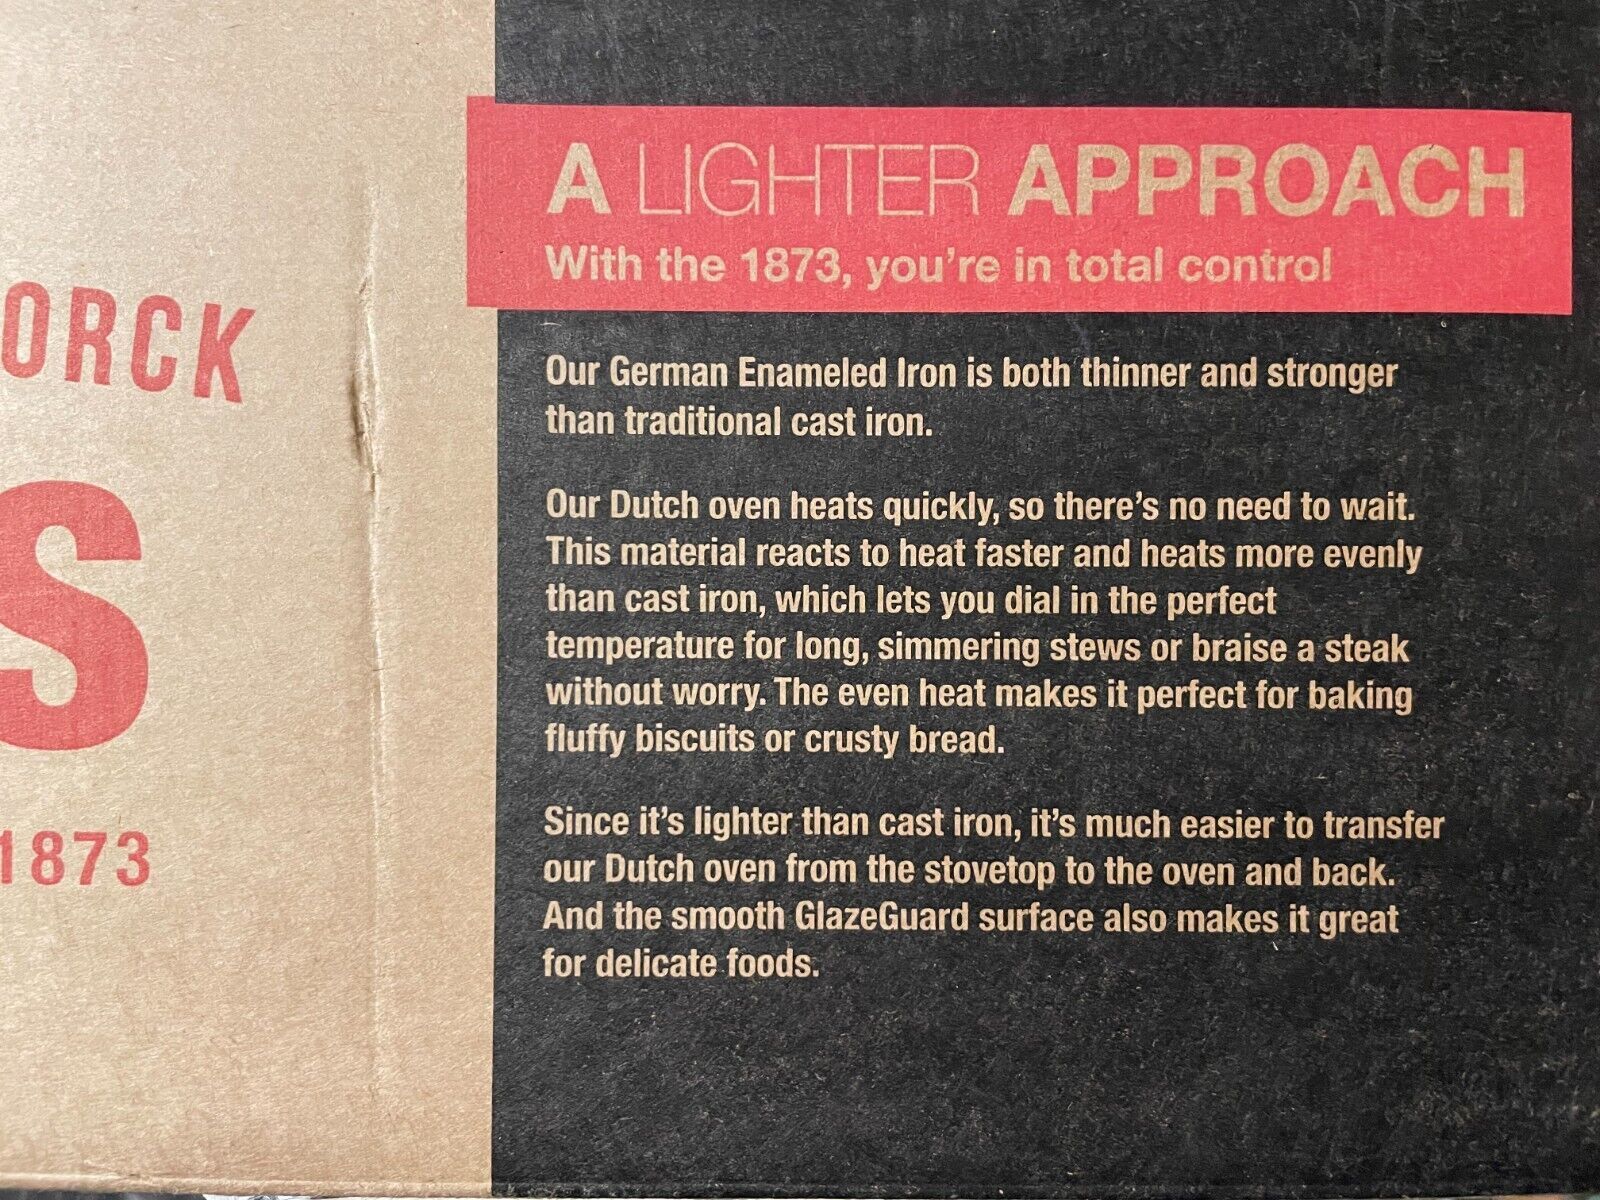 ORCK
S
1873
A LIGHTER APPROACH
With the 1873, you're in total control
Our German Enameled Iron is both thinner and stronger
than traditional cast iron.
Our Dutch oven heats quickly, so there's no need to wait.
This material reacts to heat faster and heats more evenly
than cast iron, which lets you dial in the perfect
temperature for long, simmering stews or braise a steak
without worry. The even heat makes it perfect for baking
fluffy biscuits or crusty bread.
Since it's lighter than cast iron, it's much easier to transfer
our Dutch oven from the stovetop to the oven and back.
And the smooth GlazeGuard surface also makes it great
for delicate foods.